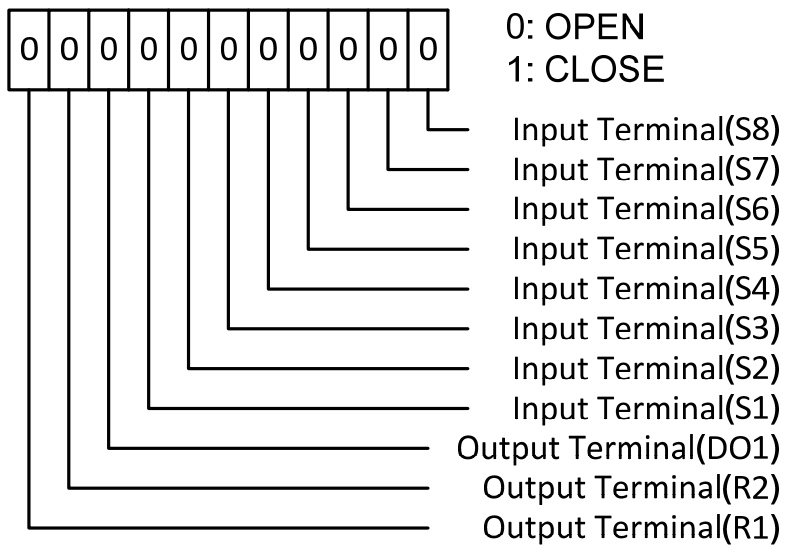 0 0 0 0 0 0 0 0 0 0 0
0: OPEN
1: CLOSE
Input Terminal(S8)
Input Terminal(S7)
Input Terminal(S6)
Input Terminal(S5)
Input Terminal(S4)
Input Terminal(S3)
Input Terminal(S2)
Input Terminal(S1)
Output Terminal(DO1)
Output Terminal(R2)
Output Terminal(R1)